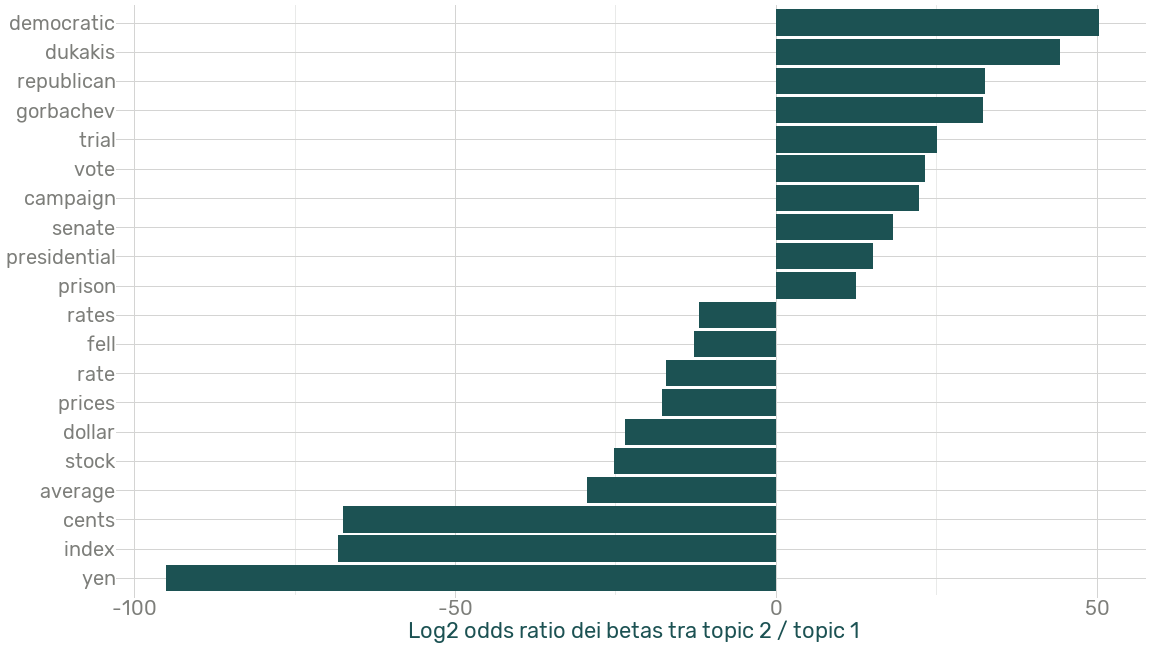 democratic
dukakis
republican
gorbachev
trial
vote
campaign
senate
presidential
prison
rates
fell
rate
prices
dollar
stock
average
cents
index
yen
-100 -50 0 50
Log2 odds ratio dei betas tra topic 2 / topic 1